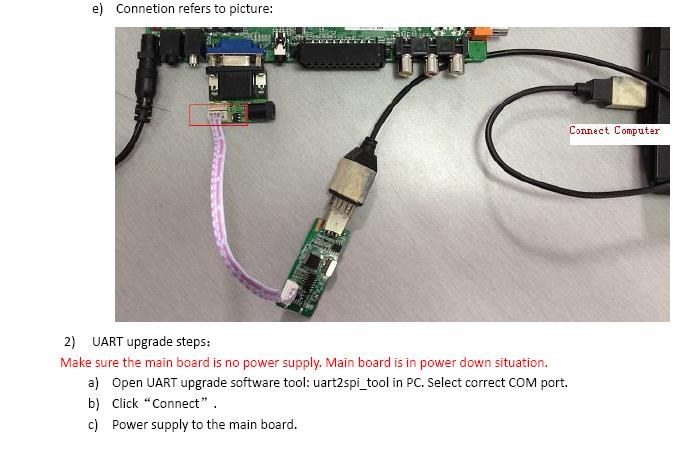 e) Connetion refers to picture:
Connect Computer
2) UART upgrade steps:
Make sure the main board is no power supply. Main board is in power down situation.
a) Open UART upgrade software tool: uart2spi_tool in PC. Select correct COM port.
b) Click “Connect”.
c) Power supply to the main board.